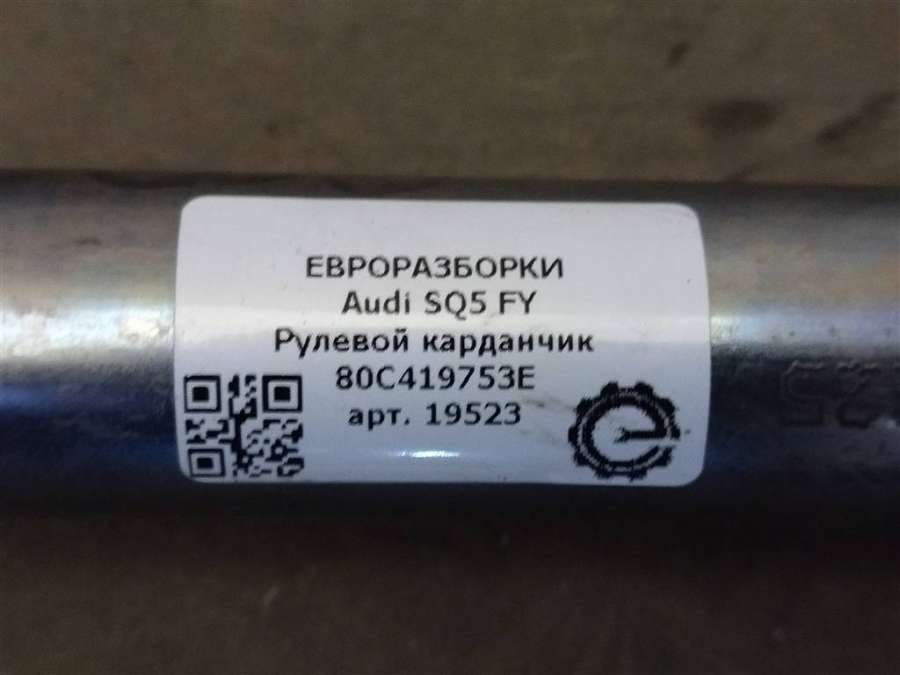 ЕВРОРАЗБОРКИ
Audi SQ5 FY
Рулевой карданчик
80C419753E
арт. 19523